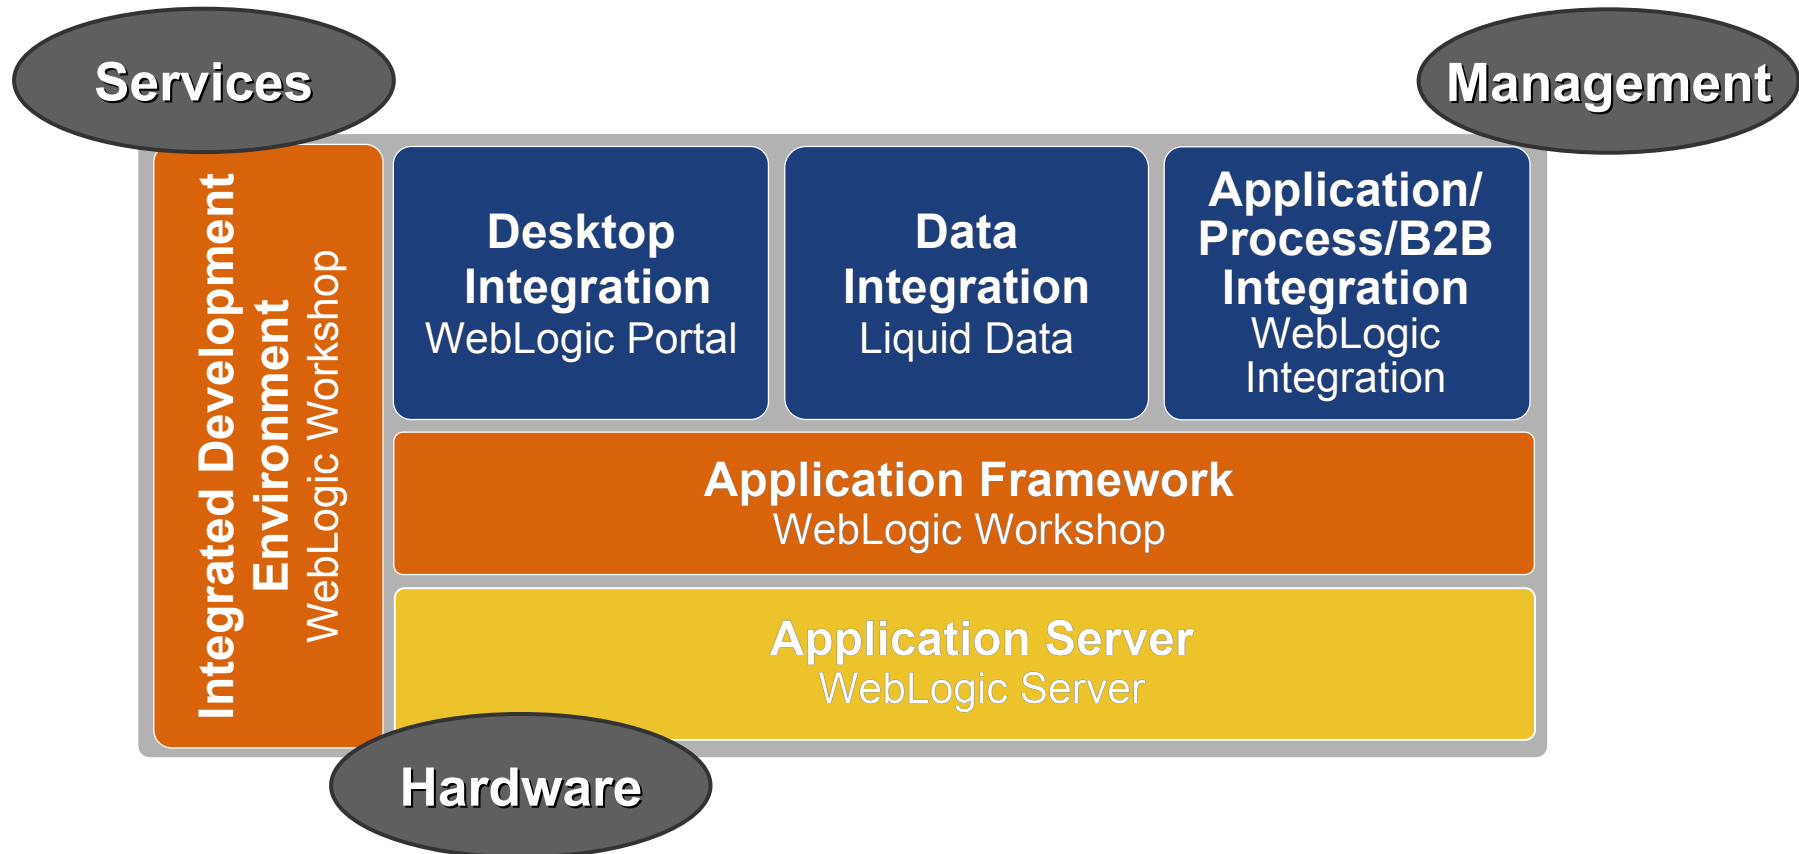 Services
Management
Integrated Development
Environment
WebLogic Workshop
Desktop
Integration
WebLogic Portal
Data
Integration
Liquid Data
Application/
Process/B2B
Integration
WebLogic
Integration
Application Framework
WebLogic Workshop
Application Server
WebLogic Server
Hardware